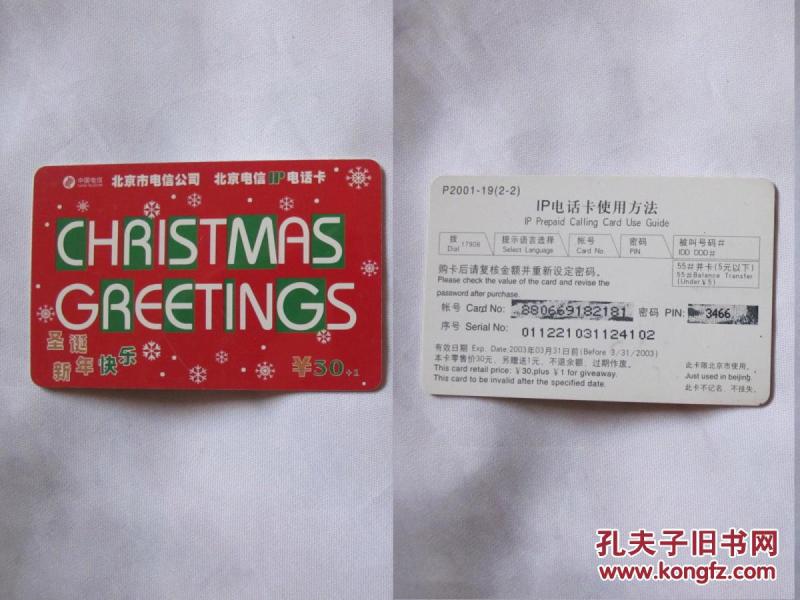 中国电信
北京市电信公司 北京电信IP电话卡
CHRISTMAS
GREETINGS
圣诞
新年快乐
¥30+1
P2001-19(2-2)
IP电话卡使用方法
IP Prepaid Calling Card Use Guide
拨 提示语言选择 帐号 密码 被叫号码#
Dial 17908 Select Language Card No. PIN IDD DDD#
55#并卡(5元以下)
55#Balance Transfer
(Under¥5)
购卡后请复核金额并重新设定密码。
Please check the value of the card and revise the
password after purchase.
帐号 Card No: 880669182181 密码 PIN: 3466
序号 Serial No: 011221031124102
有效日期 Exp. Date:2003年03月31日前(Before 3/31/2003)
本卡零售价30元，另赠送1元，不退余额，过期作废。
This card retail price: ¥30,plus ¥1 for giveaway.
This card to be invalid after the specified date.
此卡限北京市使用。
Just used in beijing.
此卡不记名、不挂失。
孔夫子旧书网
www.kongfz.com